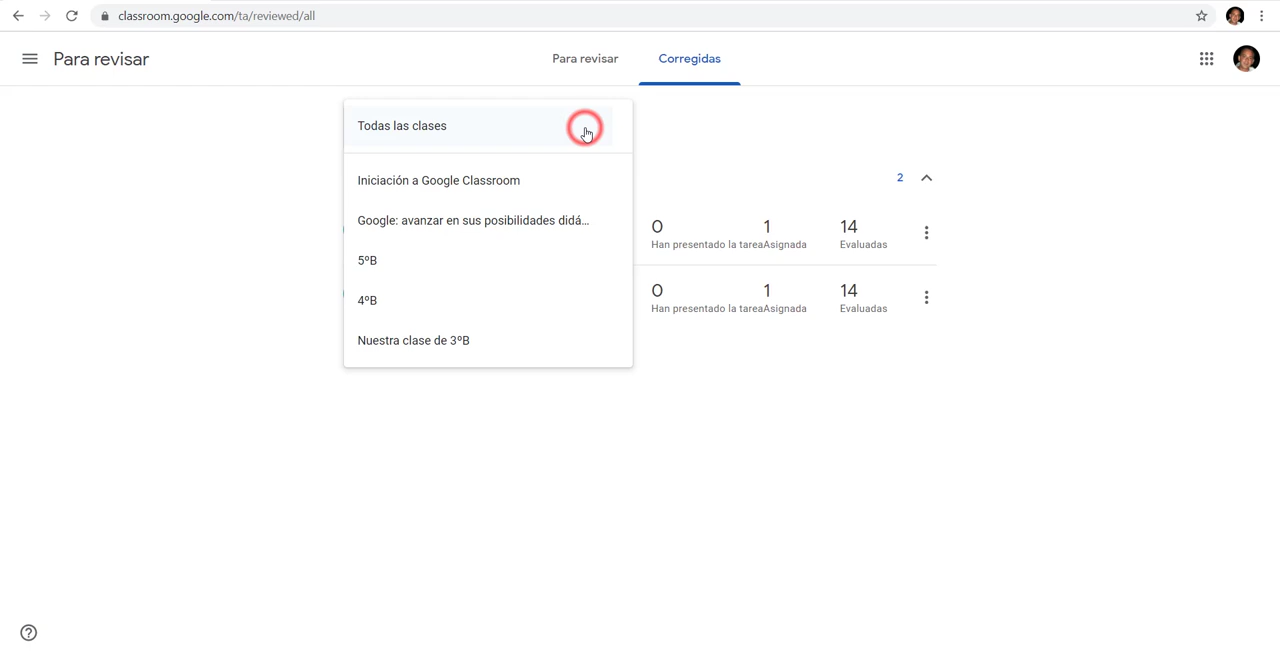 classroom.google.com/ta/reviewed/all
Para revisar
Para revisar
Corregidas
Todas las clases
Iniciación a Google Classroom
Google: avanzar en sus posibilidades didá...
5ºB
4ºB
Nuestra clase de 3ºB
2
0 1 14
Han presentado la tarea Asignada Evaluadas
0 1 14
Han presentado la tarea Asignada Evaluadas